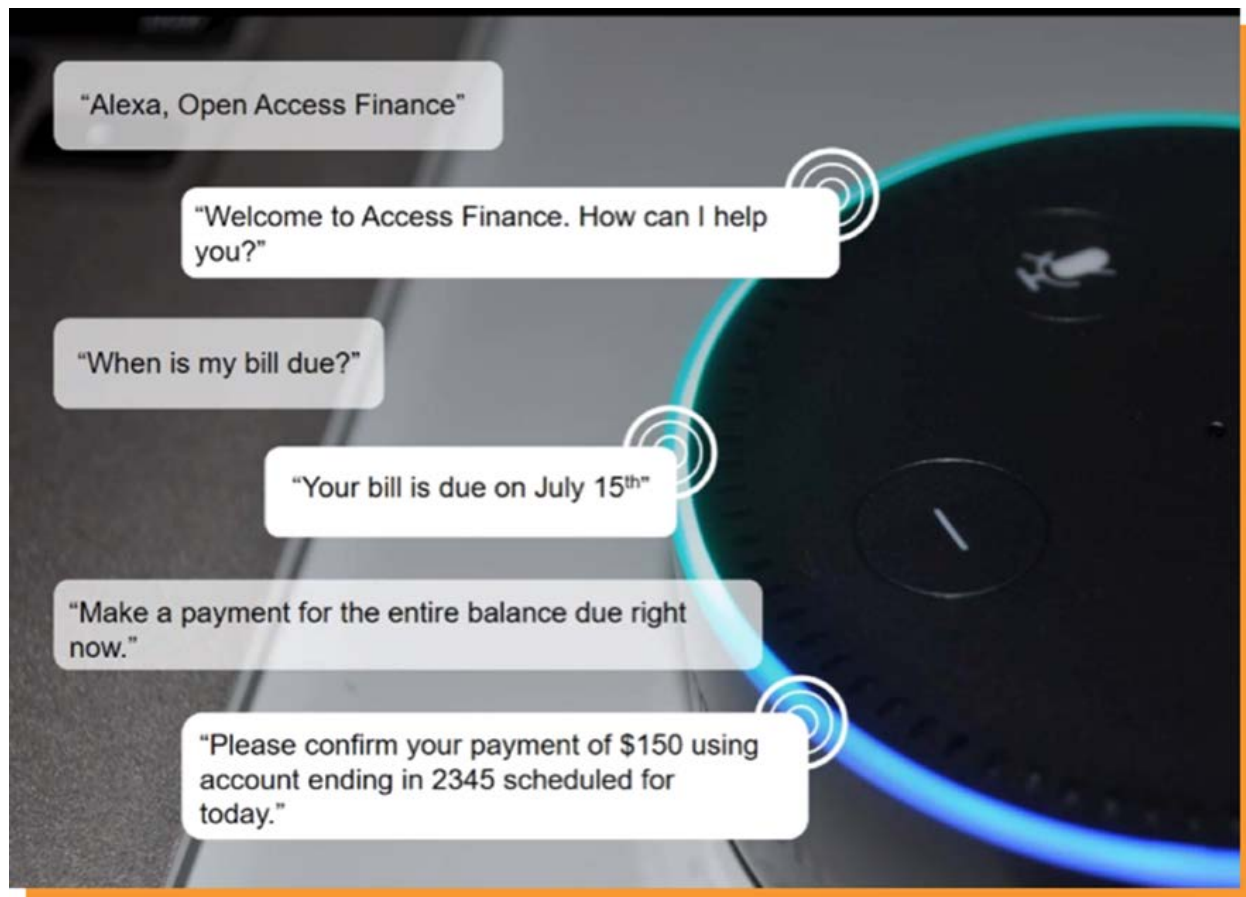 “Alexa, Open Access Finance”
“Welcome to Access Finance. How can I help
you?”
“When is my bill due?”
“Your bill is due on July 15th”
“Make a payment for the entire balance due right
now.”
“Please confirm your payment of $150 using
account ending in 2345 scheduled for
today.”